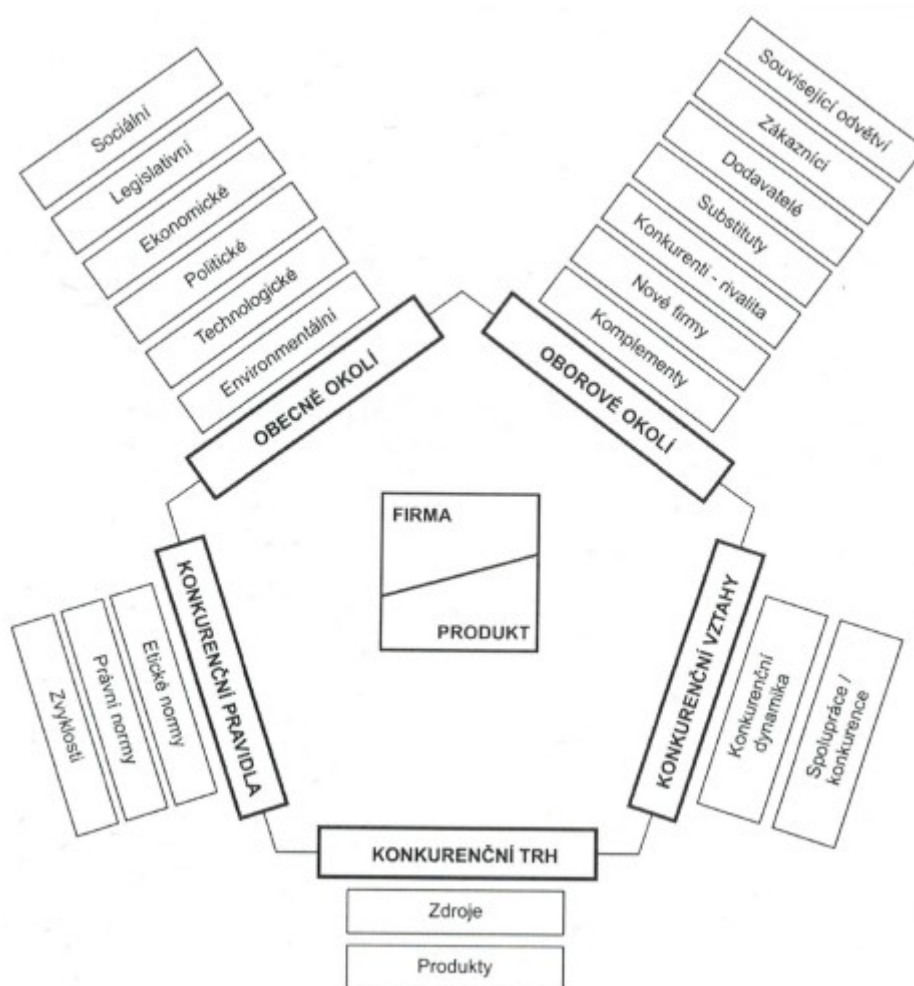 Sociální
Legislativní
Ekonomické
Politické
Technologické
Environmentální
OBECNÉ OKOLÍ
Související odvětví
Zákazníci
Dodavatelé
Substituty
Konkurenti - rivalita
Nové firmy
Komplementy
OBOROVÉ OKOLÍ
FIRMA
PRODUKT
KONKURENČNÍ PRAVIDLA
Etické normy
Právní normy
Zvyklosti
KONKURENČNÍ VZTAHY
Konkurenční
dynamika
Spolupráce /
konkurence
KONKURENČNÍ TRH
Zdroje
Produkty